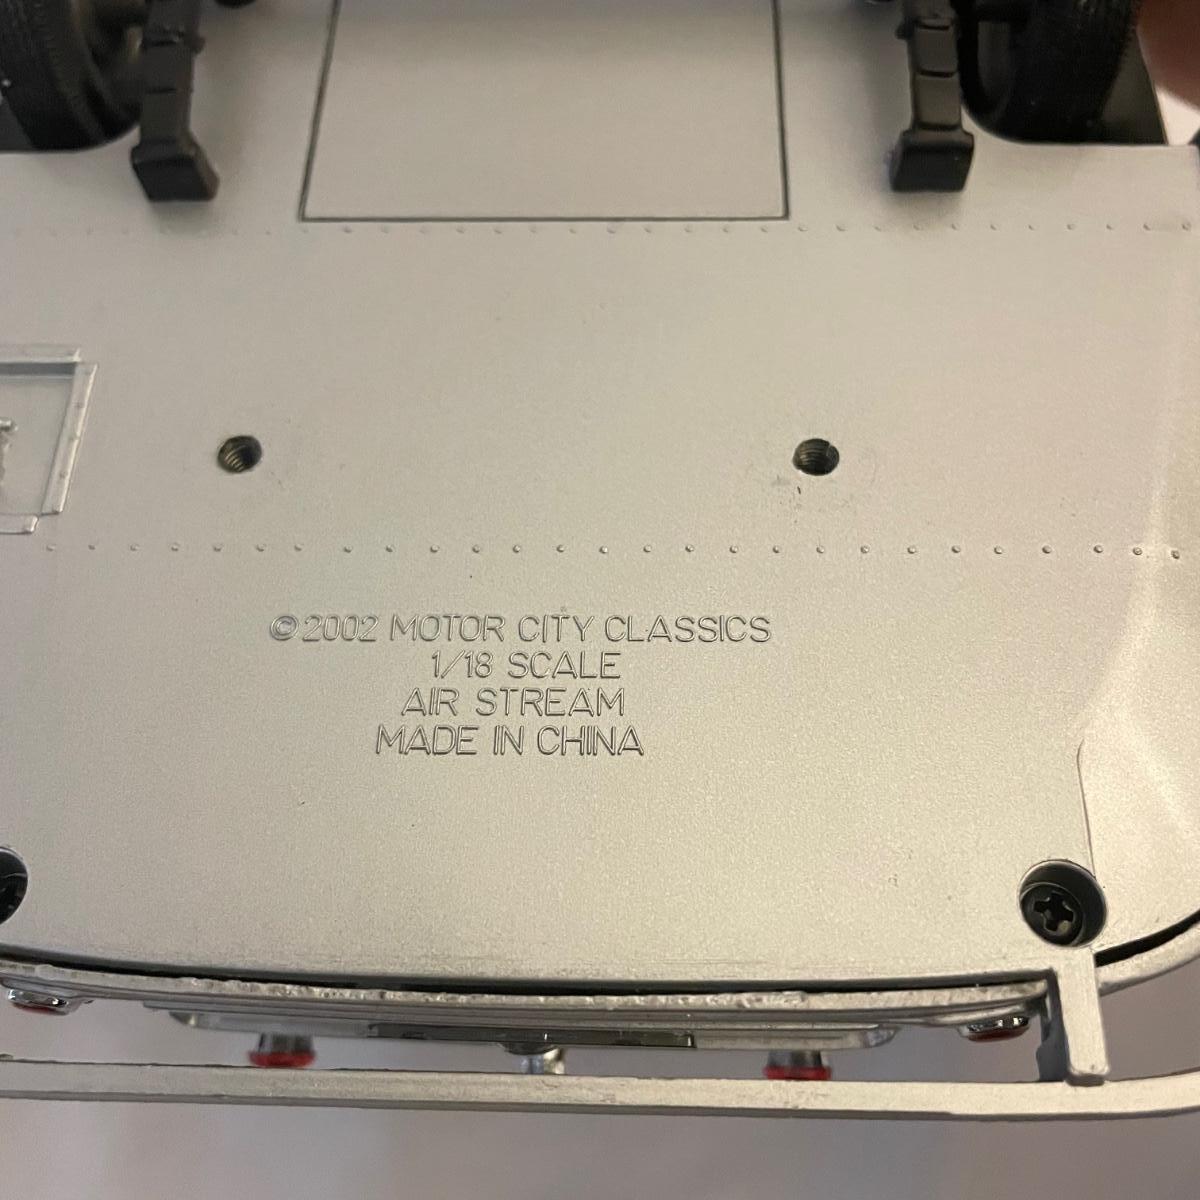 ©2002 MOTOR CITY CLASSICS
1/18 SCALE
AIR STREAM
MADE IN CHINA